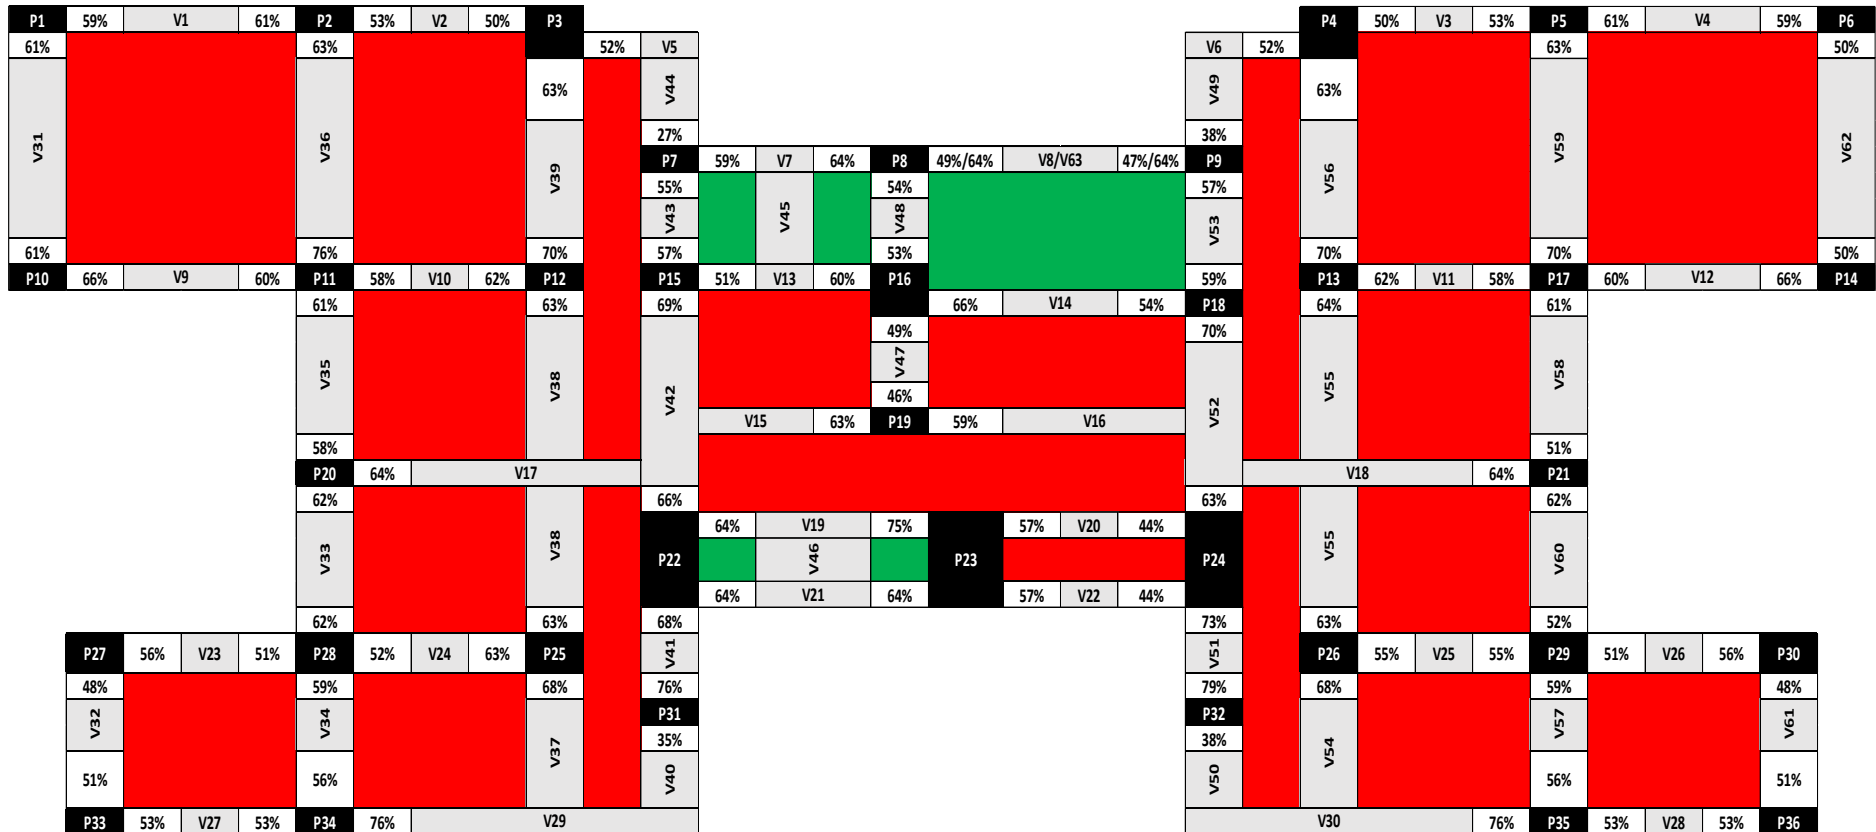 P1 59% V1 61% P2 53% V2 50% P3 P4 50% V3 53% P5 61% V4 59% P6
61% 63% 52% V5 V6 52% 63% 50%
V31 V36 63% V44 V49 63% V59 V62
27% 38%
V39 V56
P7 59% V7 64% P8 49%/64% V8/V63 47%/64% P9
55% V45 54% 57%
V43 V48 V53
61% 76% 70% 57% 53% 70% 70% 50%
P10 66% V9 60% P11 58% V10 62% P12 P15 51% V13 60% P16 59% P13 62% V11 58% P17 60% V12 66% P14
61% 63% 69% 66% V14 54% P18 64% 61%
49% 70%
V35 V38 V42 V47 V52 V55 V58
46%
V15 63% P19 59% V16
58% 51%
P20 64% V17 V18 64% P21
62% 66% 63% 62%
64% V19 75% 57% V20 44%
V33 V38 P22 V46 P23 P24 V55 V60
64% V21 64% 57% V22 44%
62% 63% 68% 73% 63% 52%
P27 56% V23 51% P28 52% V24 63% P25 V41 V51 P26 55% V25 55% P29 51% V26 56% P30
48% 59% 68% 76% 79% 68% 59% 48%
V32 V34 P31 P32 V57 V61
35% 38%
V37 V54
51% 56% V40 V50 56% 51%
P33 53% V27 53% P34 76% V29 V30 76% P35 53% V28 53% P36